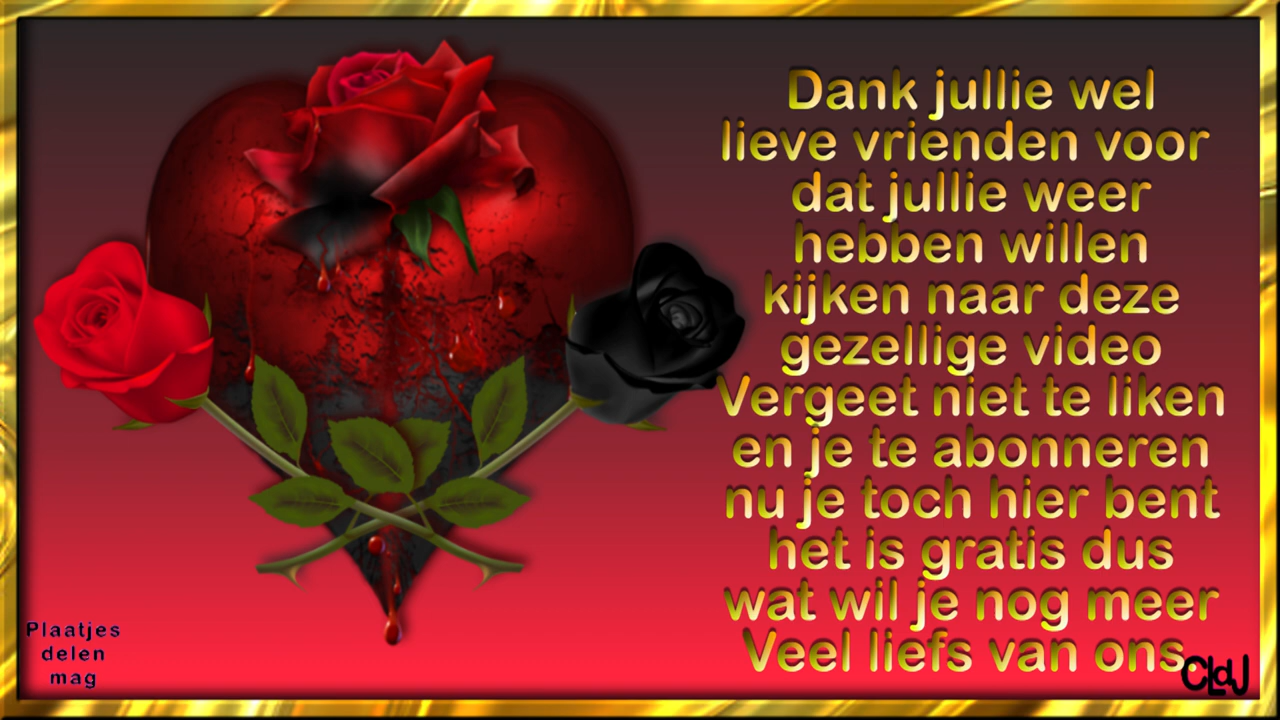 Dank jullie wel
lieve vrienden voor
dat jullie weer
hebben willen
kijken naar deze
gezellige video
Vergeet niet te liken
en je te abonneren
nu je toch hier bent
het is gratis dus
wat wil je nog meer
Veel liefs van ons.
Plaatjes
delen
mag
CLdJ